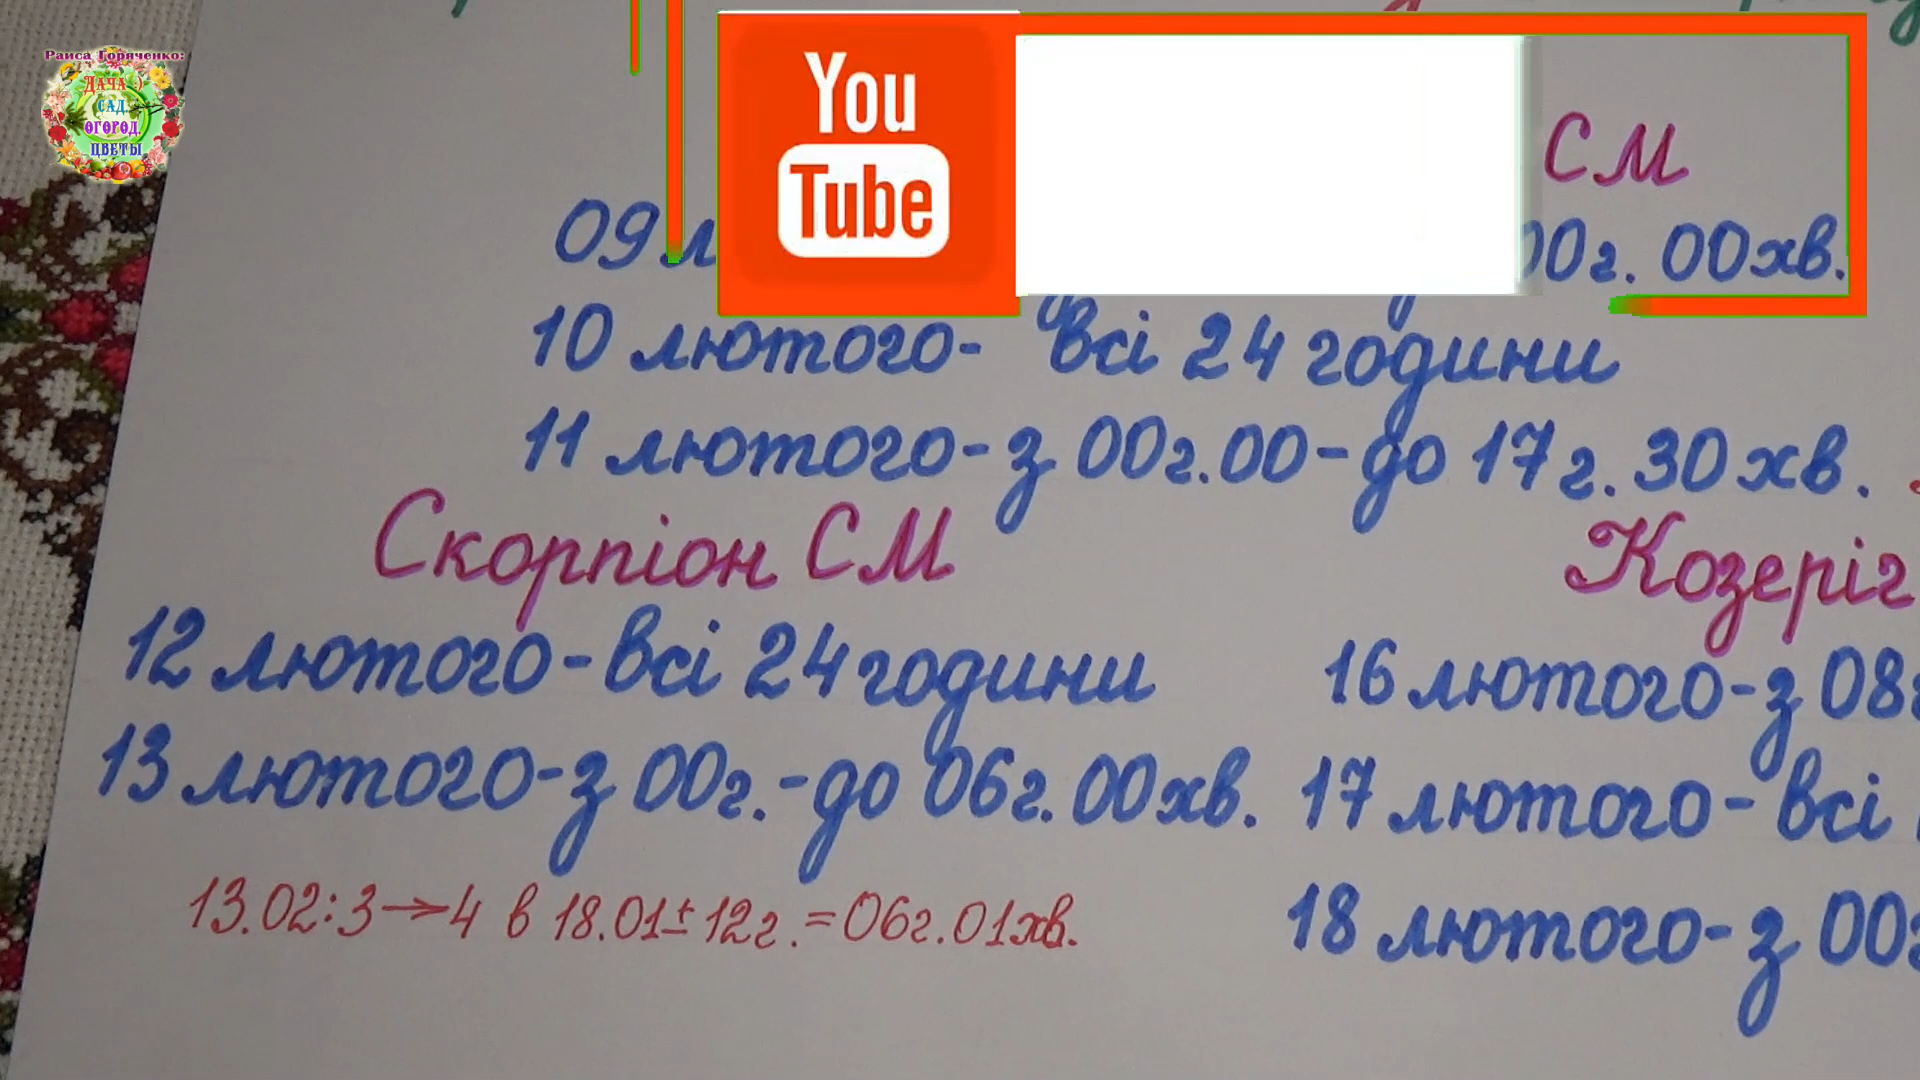 Раиса Горяченко:
ДАЧА
САД,
ОГОРОД,
ЦВЕТЫ
You
Tube
СМ
09 00г. 00хв.
10 лютого- всі 24 години
11 лютого-з 00г.00-до 17г.30хв.
Скорпіон СМ
12 лютого-всі 24години
13 лютого-з 00г.-до 06г.00хв.
13.02:3→4 в 18.01±12г.=06г.01хв.
Козеріг
16 лютого-з 08
17 лютого-всі
18 лютого-з 00